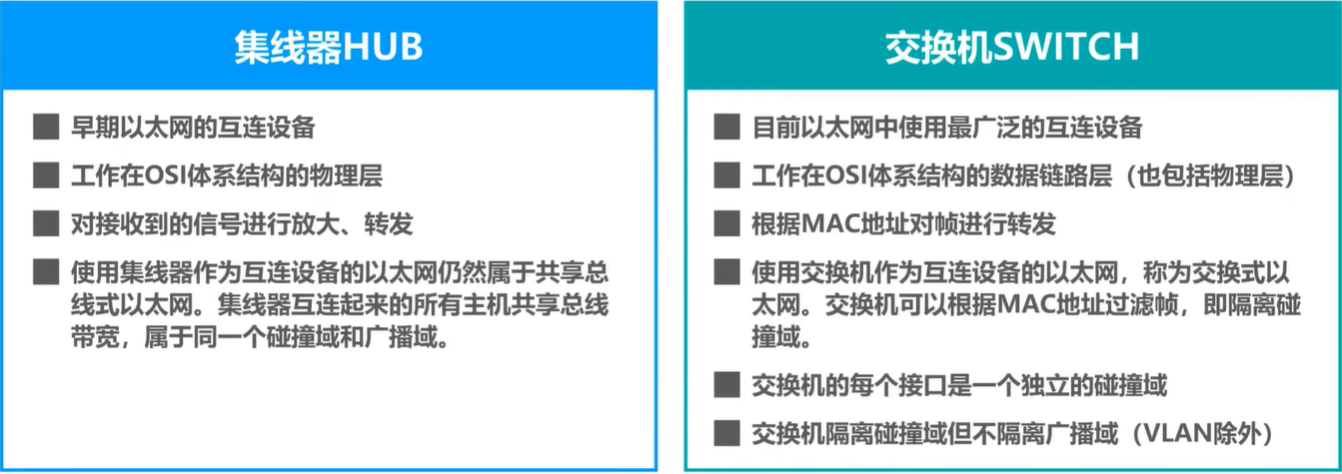 集线器HUB
早期以太网的互连设备
工作在OSI体系结构的物理层
对接收到的信号进行放大、转发
使用集线器作为互连设备的以太网仍然属于共享总
线式以太网。集线器互连起来的所有主机共享总线
带宽，属于同一个碰撞域和广播域。
交换机SWITCH
目前以太网中使用最广泛的互连设备
工作在OSI体系结构的数据链路层（也包括物理层）
根据MAC地址对帧进行转发
使用交换机作为互连设备的以太网，称为交换式以
太网。交换机可以根据MAC地址过滤帧，即隔离碰
撞域。
交换机的每个接口是一个独立的碰撞域
交换机隔离碰撞域但不隔离广播域（VLAN除外）